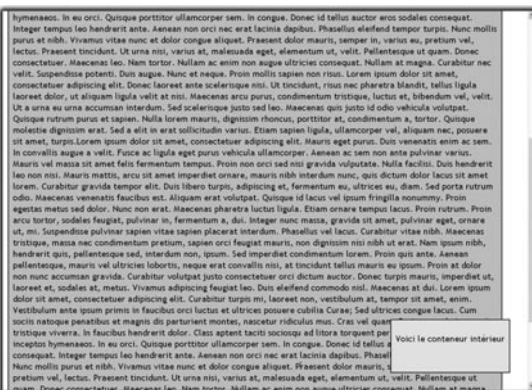 hymenaeos. In eu orci. Quisque porttitor ullamcorper sem. In congue. Donec id tellus auctor eros sodales consequat.
Integer tempus leo hendrerit ante. Aenean non orci nec erat lacinia dapibus. Phasellus eleifend tempor turpis. Nunc mollis
purus et nibh. Vivamus vitae nunc et dolor congue aliquet. Praesent dolor mauris, semper in, varius eu, pretium vel,
lectus. Praesent tincidunt. Ut urna nisi, varius at, malesuada eget, elementum ut, velit. Pellentesque ut quam. Donec
consectetuer. Maecenas leo. Nam tortor. Nullam ac enim non augue ultricies consequat. Nullam at magna. Curabitur nec
velit. Suspendisse potenti. Duis augue. Nunc et neque. Proin mollis sapien non risus. Lorem ipsum dolor sit amet,
consectetuer adipiscing elit. Donec laoreet ante scelerisque nisi. Ut tincidunt, risus nec pharetra blandit, tellus ligula
laoreet dolor, ut aliquam ligula velit at nisi. Maecenas arcu purus, condimentum tristique, luctus et, bibendum vel, velit.
Ut a urna eu urna accumsan interdum. Sed scelerisque justo sed leo. Maecenas quis justo id odio vehicula volutpat.
Quisque rutrum purus et sapien. Nulla lorem mauris, dignissim rhoncus, porttitor at, condimentum a, tortor. Quisque
molestie dignissim erat. Sed a elit in erat sollicitudin varius. Etiam sapien ligula, ullamcorper vel, aliquam nec, posuere
sit amet, turpis.Lorem ipsum dolor sit amet, consectetuer adipiscing elit. Mauris eget purus. Duis venenatis enim ac sem.
In convallis augue a velit. Fusce ac ligula eget purus vehicula ullamcorper. Aenean ac sem non ante pulvinar varius.
Mauris vel massa sit amet felis fermentum tempus. Proin non orci sed nisi gravida vulputate. Nulla facilisi. Duis hendrerit
leo non nisi. Mauris mattis, arcu sit amet imperdiet ornare, mauris nibh interdum nunc, quis dictum dolor lacus sit amet
lorem. Curabitur gravida tempor elit. Duis libero turpis, adipiscing et, fermentum eu, ultrices eu, diam. Sed porta rutrum
odio. Maecenas venenatis faucibus est. Aliquam erat volutpat. Quisque id lacus vel ipsum fringilla nonummy. Proin
egestas metus sed dolor. Nunc non erat. Maecenas pharetra luctus ligula. Etiam ornare tempus lacus. Proin rutrum. Proin
arcu tortor, sodales feugiat, pulvinar in, fermentum a, dui. Integer nunc massa, gravida sit amet, pulvinar eget, ornare
ut, mi. Suspendisse pulvinar sapien vitae sapien placerat interdum. Phasellus vel lacus. Curabitur vitae nibh. Maecenas
tristique, massa nec condimentum pretium, sapien orci feugiat mauris, non dignissim nisi nibh ut erat. Nam ipsum nibh,
hendrerit quis, pellentesque sed, interdum non, ipsum. Sed imperdiet condimentum lorem. Proin quis ante. Aenean
pellentesque, mauris vel ultricies lobortis, neque erat convallis nisi, at tincidunt tellus mauris eu ipsum. Proin at dolor
non nunc accumsan gravida. Curabitur volutpat justo consectetuer orci dictum auctor. Donec turpis mauris, imperdiet ut,
laoreet et, sodales at, metus. Vivamus adipiscing feugiat leo. Duis eleifend commodo nisl. Maecenas at dui. Lorem ipsum
dolor sit amet, consectetuer adipiscing elit. Curabitur turpis mi, laoreet non, vestibulum at, tempor sit amet, enim.
Vestibulum ante ipsum primis in faucibus orci luctus et ultrices posuere cubilia Curae; Sed ultrices congue lacus. Cum
sociis natoque penatibus et magnis dis parturient montes, nascetur ridiculus mus. Cras vel quam
tristique viverra. In faucibus hendrerit dolor. Class aptent taciti sociosqu ad litora torquent per
inceptos hymenaeos. In eu orci. Quisque porttitor ullamcorper sem. In congue. Donec id tellus a
consequat. Integer tempus leo hendrerit ante. Aenean non orci nec erat lacinia dapibus. Phasel
Nunc mollis purus et nibh. Vivamus vitae nunc et dolor congue aliquet. Praesent dolor mauris, s
pretium vel, lectus. Praesent tincidunt. Ut urna nisi, varius at, malesuada eget, elementum ut, velit. Pellentesque ut
quam. Donec consectetuer. Maecenas leo. Nam tortor. Nullam ac enim non augue ultricies consequat. Nullam at magna.
Voici le conteneur intérieur